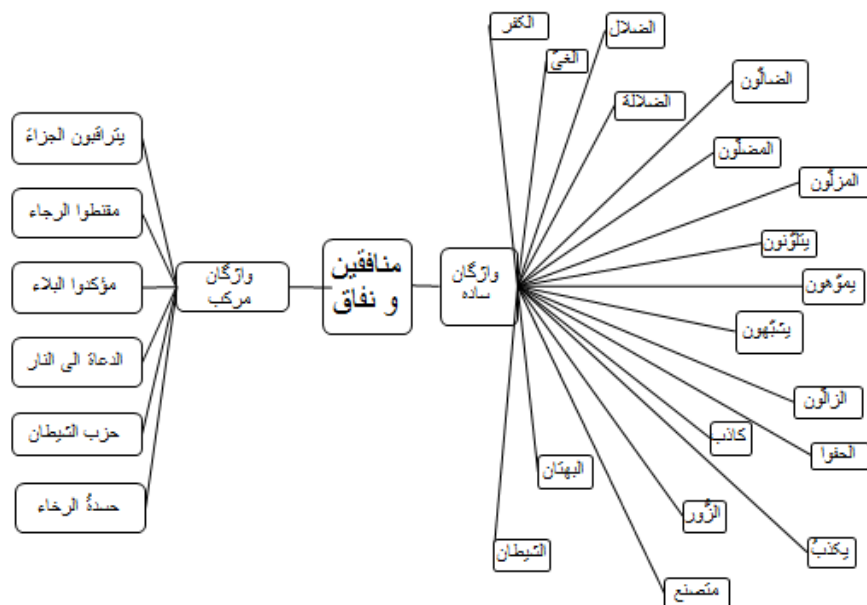 الكفر
الضلال
الغيّ
الضالّون
الضلالة
المضلّون
المزلّون
يتلوّنون
يموّهون
يشبّهون
الزالّون
كاذب
الحفوا
البهتان
الزُّور
يكذبُ
الشيطان
متصنع
واژگان
ساده
منافقین
و نفاق
واژگان
مرکب
يتراقبون الجزاءَ
مقنطوا الرجاء
مؤكدوا البلاء
الدعاة الى النار
حزب الشيطان
حسدةُ الرخاء